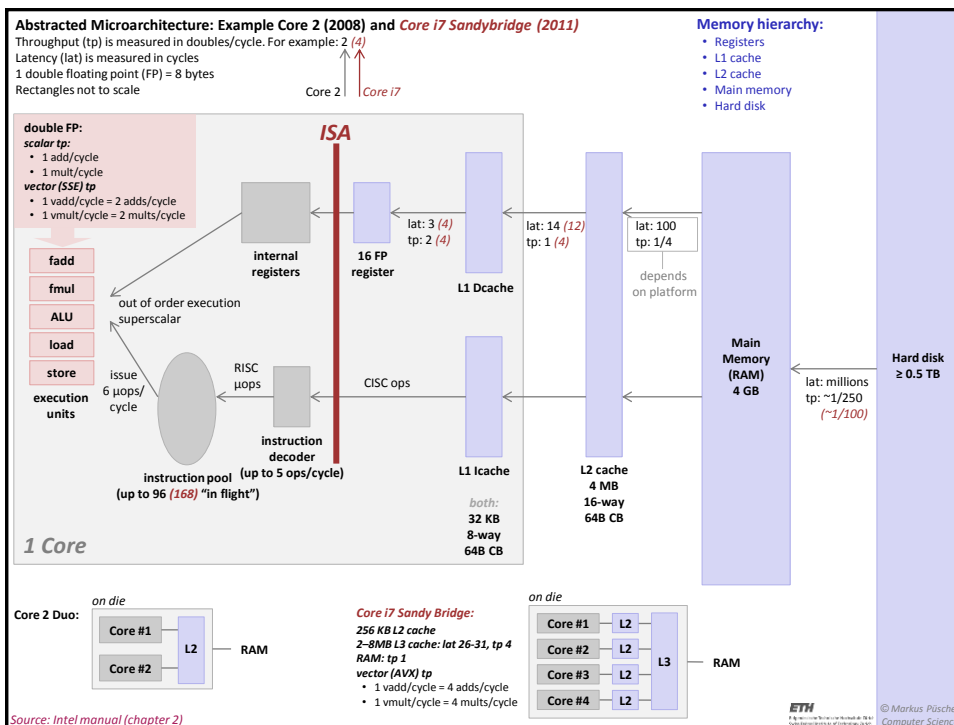 Abstracted Microarchitecture: Example Core 2 (2008) and Core i7 Sandybridge (2011)
Throughput (tp) is measured in doubles/cycle. For example: 2 (4)
Latency (lat) is measured in cycles
1 double floating point (FP) = 8 bytes
Rectangles not to scale
Core 2
Core i7
Memory hierarchy:
• Registers
• L1 cache
• L2 cache
• Main memory
• Hard disk
double FP:
scalar tp:
• 1 add/cycle
• 1 mult/cycle
vector (SSE) tp
• 1 vadd/cycle = 2 adds/cycle
• 1 vmult/cycle = 2 mults/cycle
ISA
fadd
fmul
ALU
load
store
execution
units
internal
registers
16 FP
register
lat: 3 (4)
tp: 2 (4)
L1 Dcache
lat: 14 (12)
tp: 1 (4)
lat: 100
tp: 1/4
depends
on platform
out of order execution
superscalar
issue
6 μops/
cycle
RISC
μops
CISC ops
instruction pool
(up to 96 (168) “in flight”)
instruction
decoder
(up to 5 ops/cycle)
L1 Icache
both:
32 KB
8-way
64B CB
L2 cache
4 MB
16-way
64B CB
Main
Memory
(RAM)
4 GB
lat: millions
tp: ~1/250
(~1/100)
Hard disk
≥ 0.5 TB
1 Core
Core 2 Duo:
on die
Core #1
Core #2
L2
RAM
Core i7 Sandy Bridge:
256 KB L2 cache
2–8MB L3 cache: lat 26-31, tp 4
RAM: tp 1
vector (AVX) tp
• 1 vadd/cycle = 4 adds/cycle
• 1 vmult/cycle = 4 mults/cycle
on die
Core #1
L2
Core #2
L2
Core #3
L2
Core #4
L2
L3
RAM
Source: Intel manual (chapter 2)
ETH
© Markus Püsche
Computer Scienc